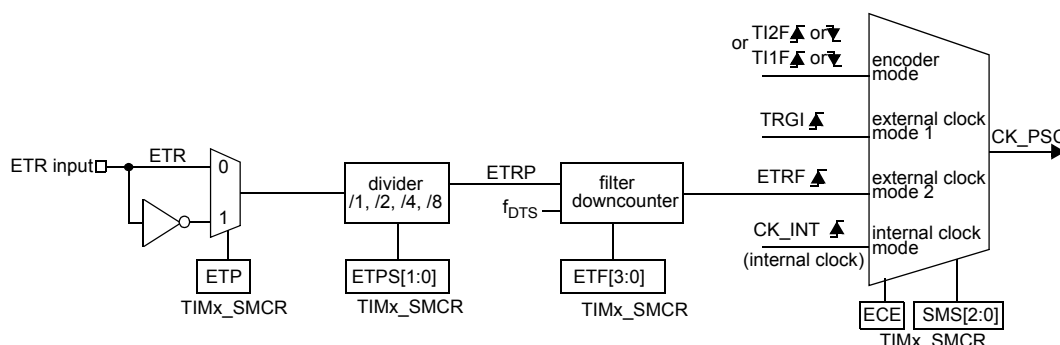 ETR input
ETR
0
1
ETP
TIMx_SMCR
divider
/1, /2, /4, /8
ETPS[1:0]
TIMx_SMCR
ETRP
fDTS
filter
downcounter
ETF[3:0]
TIMx_SMCR
or TI2F or
TI1F or
encoder
mode
TRGI
external clock
mode 1
ETRF
external clock
mode 2
CK_INT
(internal clock)
internal clock
mode
CK_PSC
ECE
SMS[2:0]
TIMx_SMCR